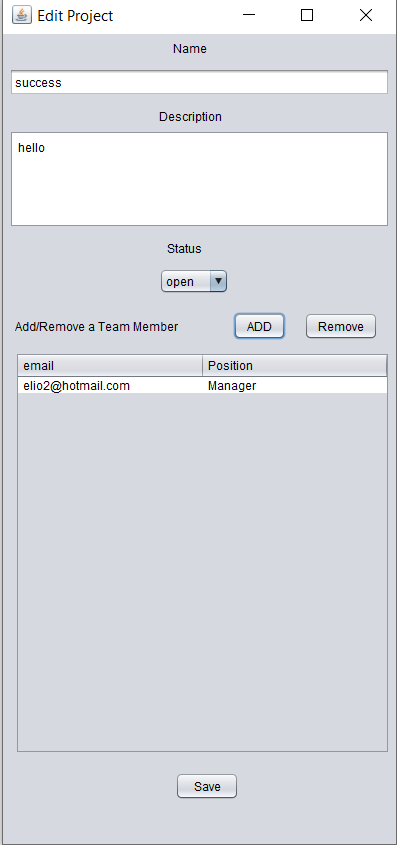 Edit Project
Name
success
Description
hello
Status
open
Add/Remove a Team Member ADD Remove
email Position
elio2@hotmail.com Manager
Save